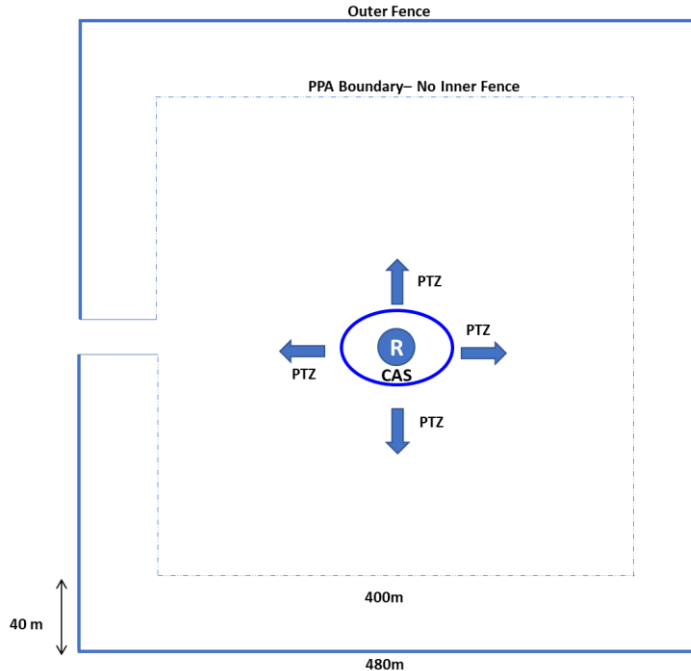 Outer Fence
PPA Boundary– No Inner Fence
PTZ
PTZ
R
CAS
PTZ
PTZ
400m
40 m
480m